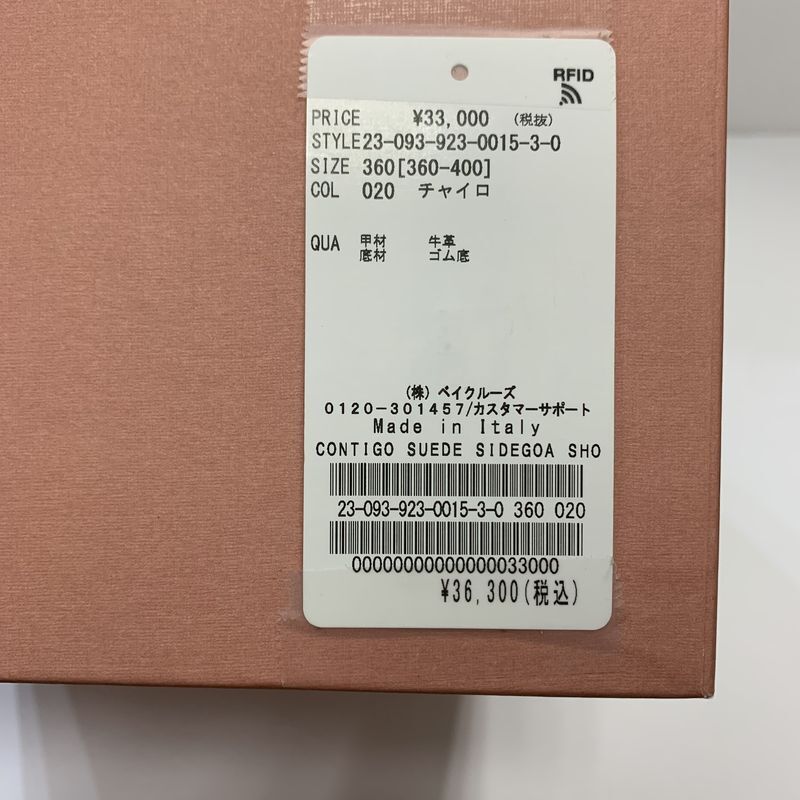 RFID
PRICE ¥33,000 (税抜)
STYLE23-093-923-0015-3-0
SIZE 360[360-400]
COL 020 チャイロ
QUA 甲材 牛革
底材 ゴム底
(株) ベイクルーズ
0120-301457/カスタマーサポート
Made in Italy
CONTIGO SUEDE SIDEGOA SHO
23-093-923-0015-3-0 360 020
00000000000000033000
¥36,300(税込)